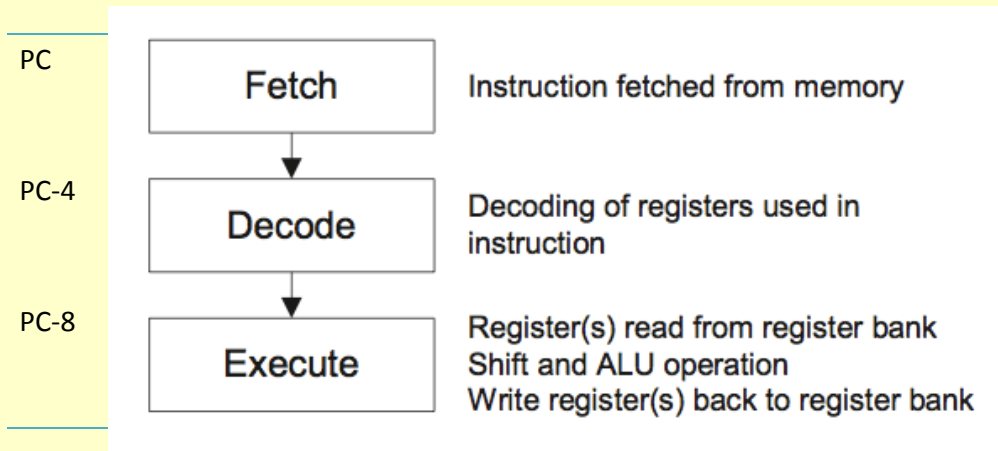 PC
Fetch
Instruction fetched from memory
PC-4
Decode
Decoding of registers used in
instruction
PC-8
Execute
Register(s) read from register bank
Shift and ALU operation
Write register(s) back to register bank